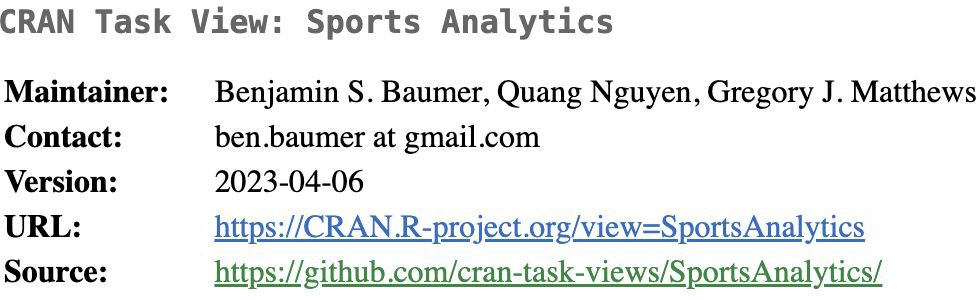 CRAN Task View: Sports Analytics
Maintainer: Benjamin S. Baumer, Quang Nguyen, Gregory J. Matthews
Contact: ben.baumer at gmail.com
Version: 2023-04-06
URL: https://CRAN.R-project.org/view=SportsAnalytics
Source: https://github.com/cran-task-views/SportsAnalytics/